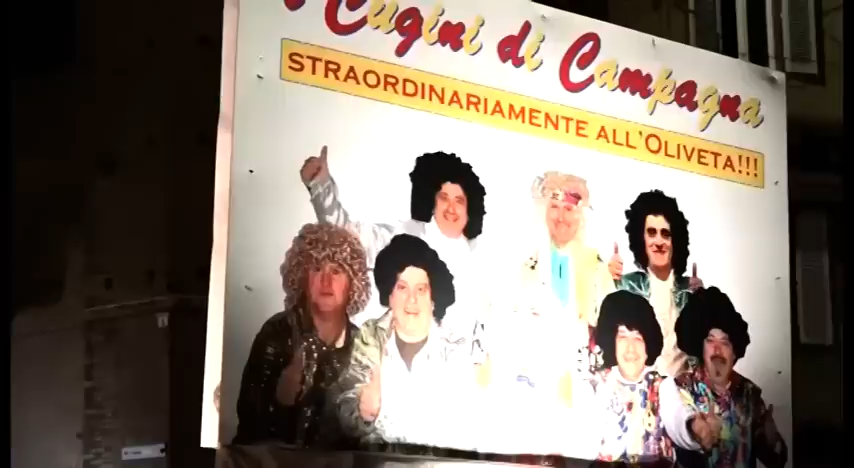 I Cugini di Campagna
STRAORDINARIAMENTE ALL'OLIVETA!!!